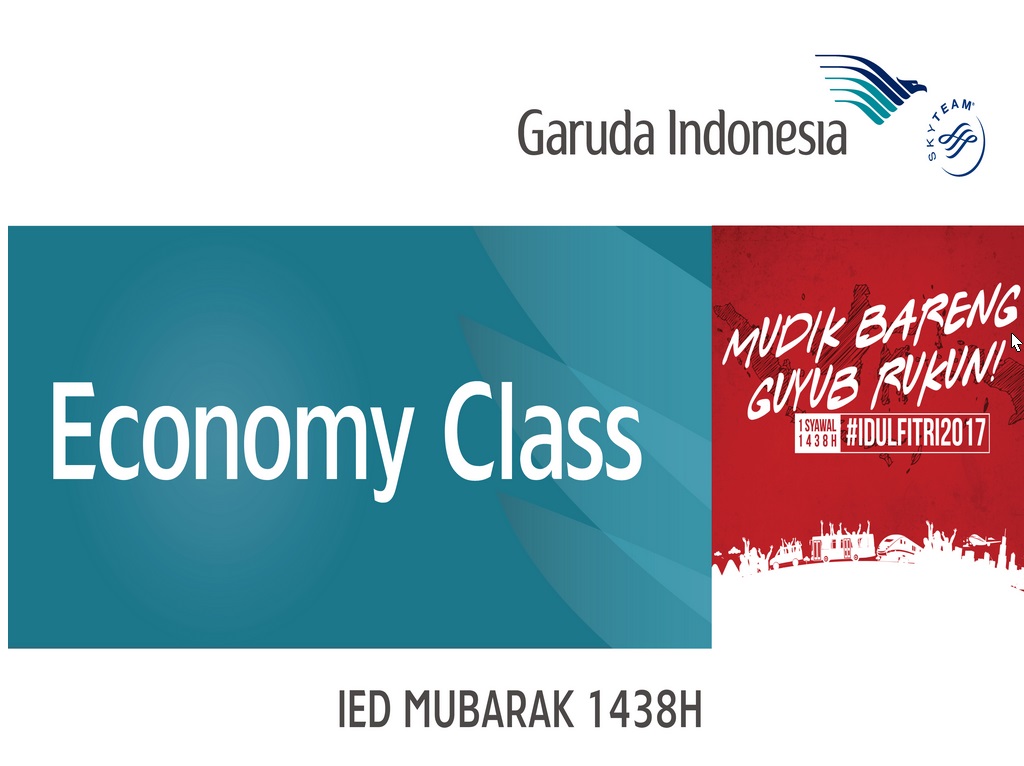 Garuda Indonesia
SKYTEAM
Economy Class
MUDIK BARENG
GUYUB RUKUN!
1 SYAWAL
1438H
#IDULFITRI2017
IED MUBARAK 1438H